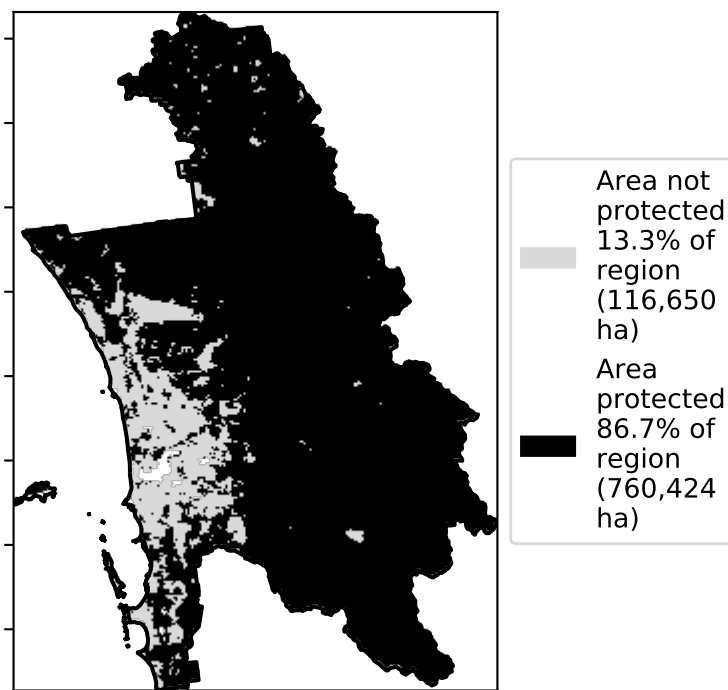 Area not
protected
13.3% of
region
(116,650
ha)
Area
protected
86.7% of
region
(760,424
ha)